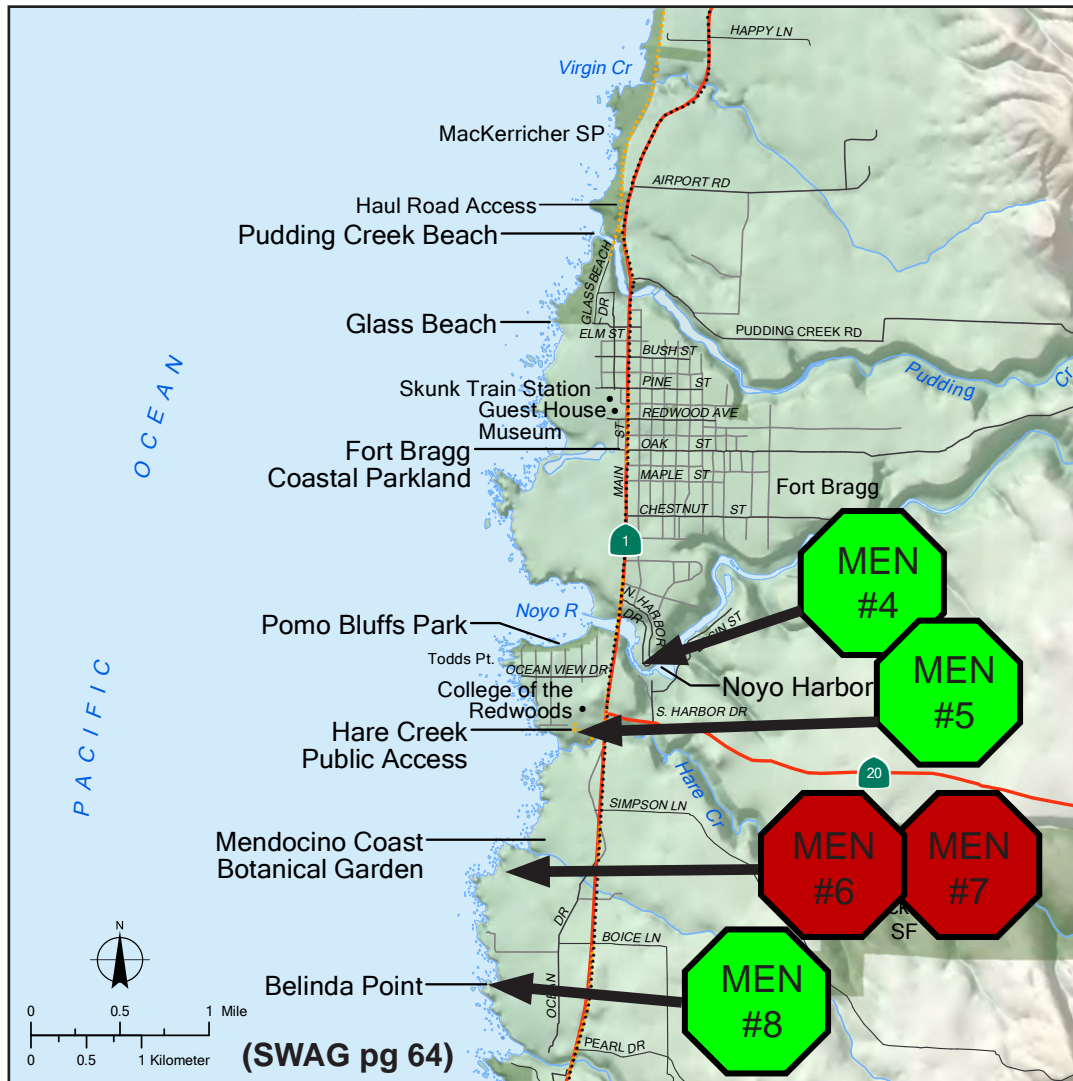 HAPPY LN
Virgin Cr
MacKerricher SP
AIRPORT RD
Haul Road Access
Pudding Creek Beach
GLASS BEACH
DR
Glass Beach
ELM ST
PUDDING CREEK RD
BUSH ST
Pudding
Cr
PINE ST
Skunk Train Station
Guest House
Museum
REDWOOD AVE
OAK ST
Fort Bragg
Coastal Parkland
MAIN ST
MAPLE ST
Fort Bragg
CHESTNUT ST
1
PACIFIC OCEAN
MEN
#4
N. HARBOR
DR
Noyo R
Pomo Bluffs Park
Todds Pt.
OCEAN VIEW DR
Noyo Harbor
MEN
#5
College of the
Redwoods
S. HARBOR DR
Hare Creek
Public Access
20
Hare Cr
SIMPSON LN
Mendocino Coast
Botanical Garden
MEN
#6
MEN
#7
SF
OCEAN DR
BOICE LN
Belinda Point
MEN
#8
N
0 0.5 1 Mile
0 0.5 1 Kilometer
(SWAG pg 64)
PEARL DR